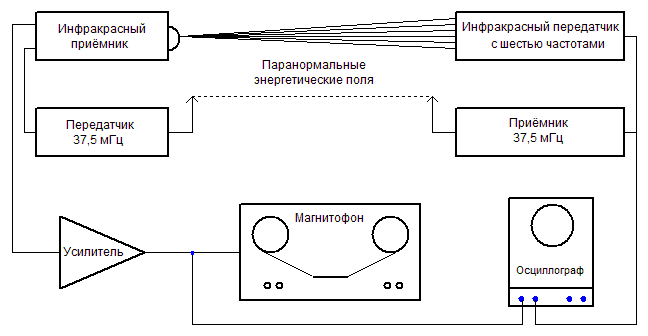 Инфракрасный
приёмник
Инфракрасный передатчик
с шестью частотами
Паранормальные
энергетические поля
Передатчик
37,5 мГц
Приёмник
37,5 мГц
Усилитель
Магнитофон
Осциллограф